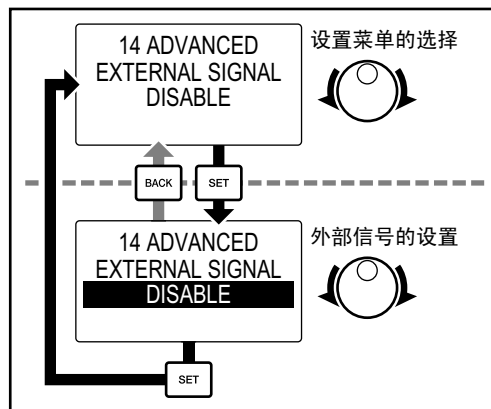 14 ADVANCED
EXTERNAL SIGNAL
DISABLE
设置菜单的选择
BACK
SET
14 ADVANCED
EXTERNAL SIGNAL
DISABLE
外部信号的设置
SET